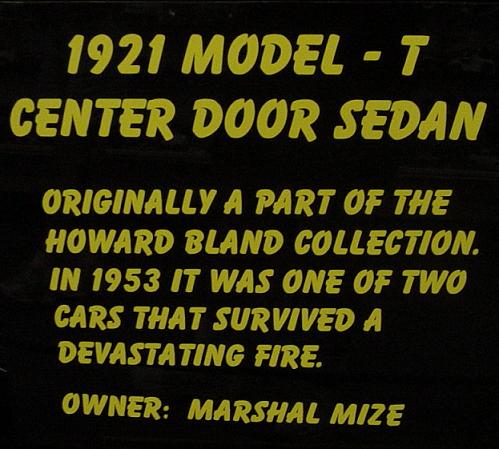 1921 MODEL - T
CENTER DOOR SEDAN
ORIGINALLY A PART OF THE
HOWARD BLAND COLLECTION.
IN 1953 IT WAS ONE OF TWO
CARS THAT SURVIVED A
DEVASTATING FIRE.
OWNER: MARSHAL MIZE